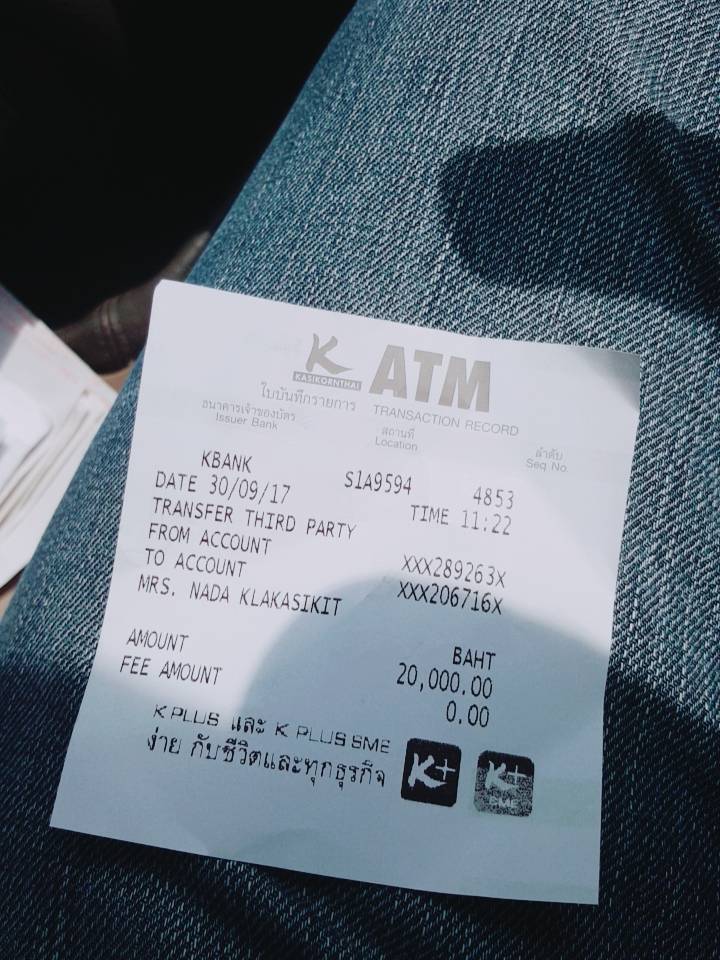 K ATM
KASIKORNTHAI
ใบบันทึกรายการ TRANSACTION RECORD
ธนาคารเจ้าของบัตร สถานที่ ลำดับ
Issuer Bank Location Seq No.
KBANK S1A9594 4853
DATE 30/09/17 TIME 11:22
TRANSFER THIRD PARTY
FROM ACCOUNT XXX289263X
TO ACCOUNT XXX206716X
MRS. NADA KLAKASIKIT
AMOUNT BAHT
20,000.00
FEE AMOUNT 0.00
K PLUS และ K PLUS SME
ง่าย กับชีวิตและทุกธุรกิจ
K+ K+
SME